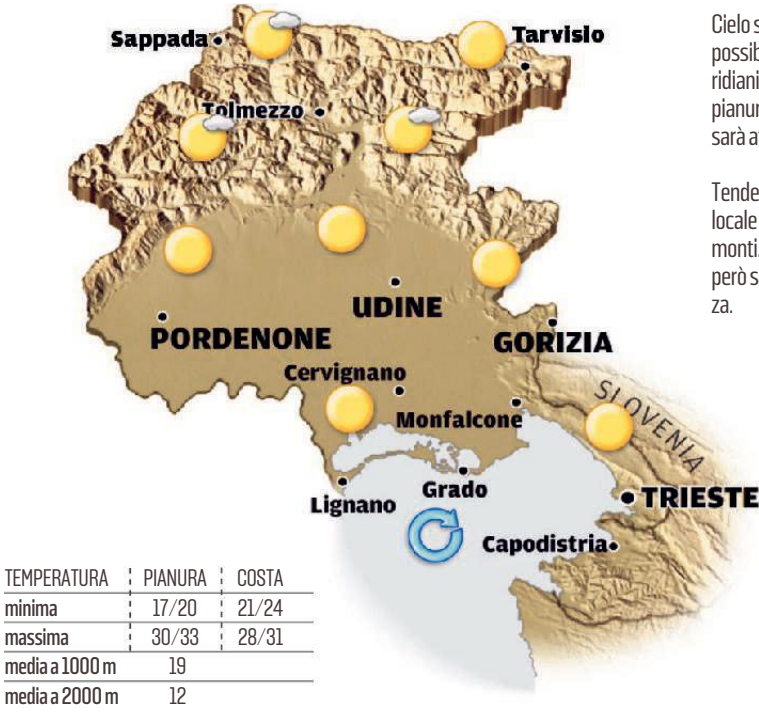 Sappada
Tarvisio
Tolmezzo
UDINE
PORDENONE
GORIZIA
Cervignano
Monfalcone
SLOVENIA
Lignano
Grado
TRIESTE
Capodistria
Cielo s
possib
ridiani
pianur
sarà a
Tende
locale
monti.
però s
za.
TEMPERATURA PIANURA COSTA
minima 17/20 21/24
massima 30/33 28/31
media a 1000 m 19
media a 2000 m 12